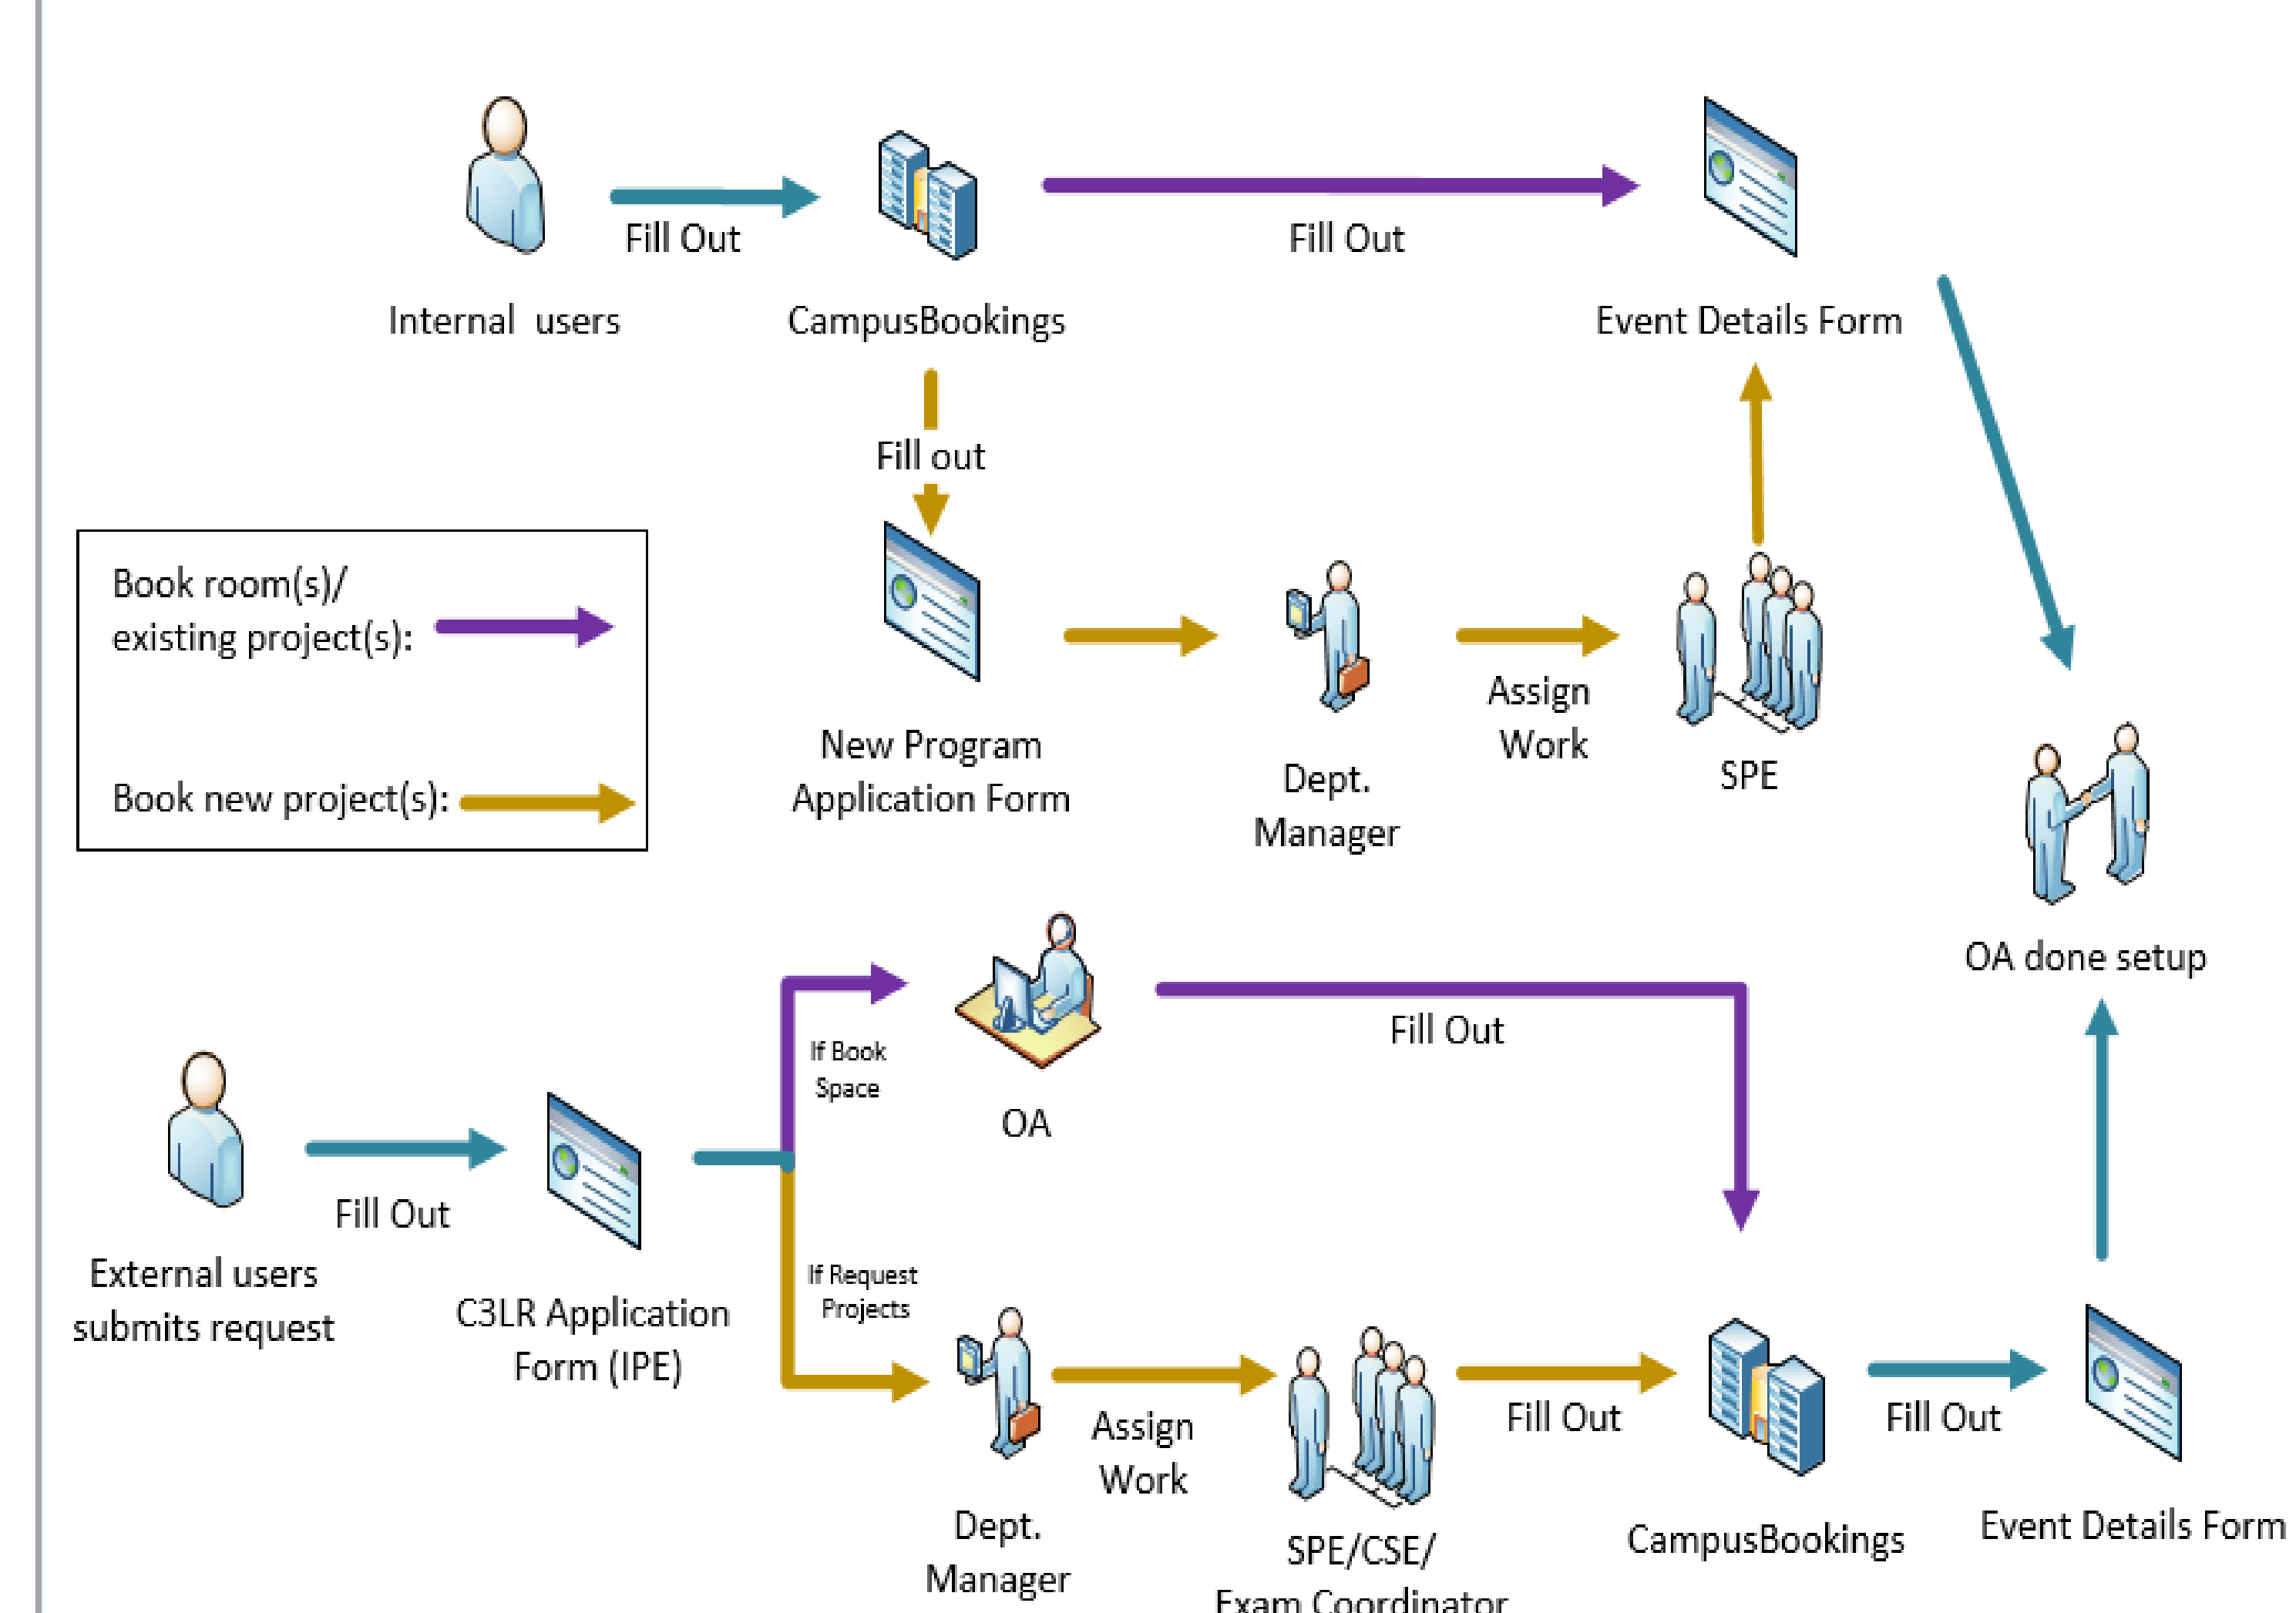 Fill Out
Fill Out
Internal users
CampusBookings
Event Details Form
Fill out
Book room(s)/
existing project(s):
Book new project(s):
Assign
Work
New Program
Application Form
Dept.
Manager
SPE
OA done setup
If Book
Space
Fill Out
OA
Fill Out
External users
submits request
C3LR Application
Form (IPE)
If Request
Projects
Assign
Work
Fill Out
Fill Out
Dept.
Manager
SPE/CSE/
Exam Coordinator
CampusBookings
Event Details Form